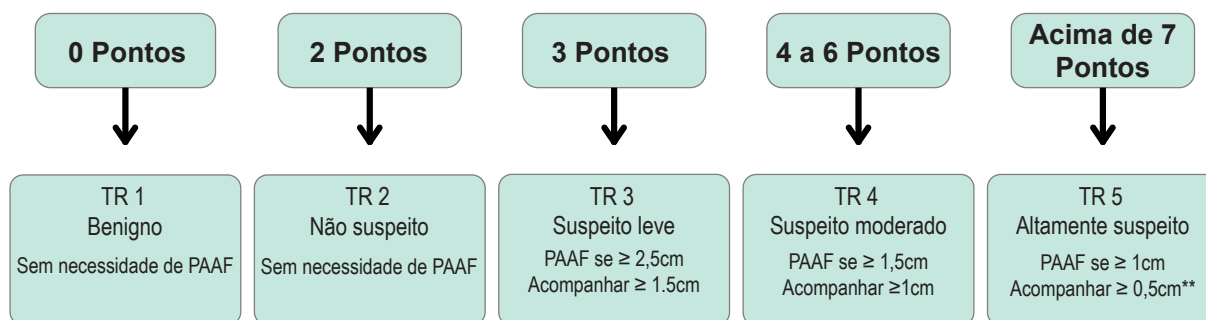 0 Pontos
2 Pontos
3 Pontos
4 a 6 Pontos
Acima de 7
Pontos
TR 1
Benigno
Sem necessidade de PAAF
TR 2
Não suspeito
Sem necessidade de PAAF
TR 3
Suspeito leve
PAAF se ≥ 2,5cm
Acompanhar ≥ 1.5cm
TR 4
Suspeito moderado
PAAF se ≥ 1,5cm
Acompanhar ≥1cm
TR 5
Altamente suspeito
PAAF se ≥ 1cm
Acompanhar ≥ 0,5cm**